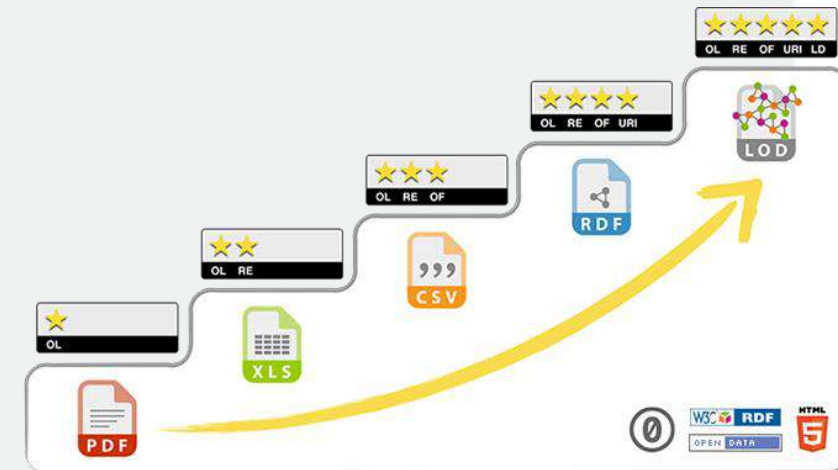 OL RE OF URI LD
LOD
OL RE OF URI
RDF
OL RE OF
,,,
CSV
OL RE
XLS
OL
PDF
0
W3C RDF
OPEN DATA
HTML
5